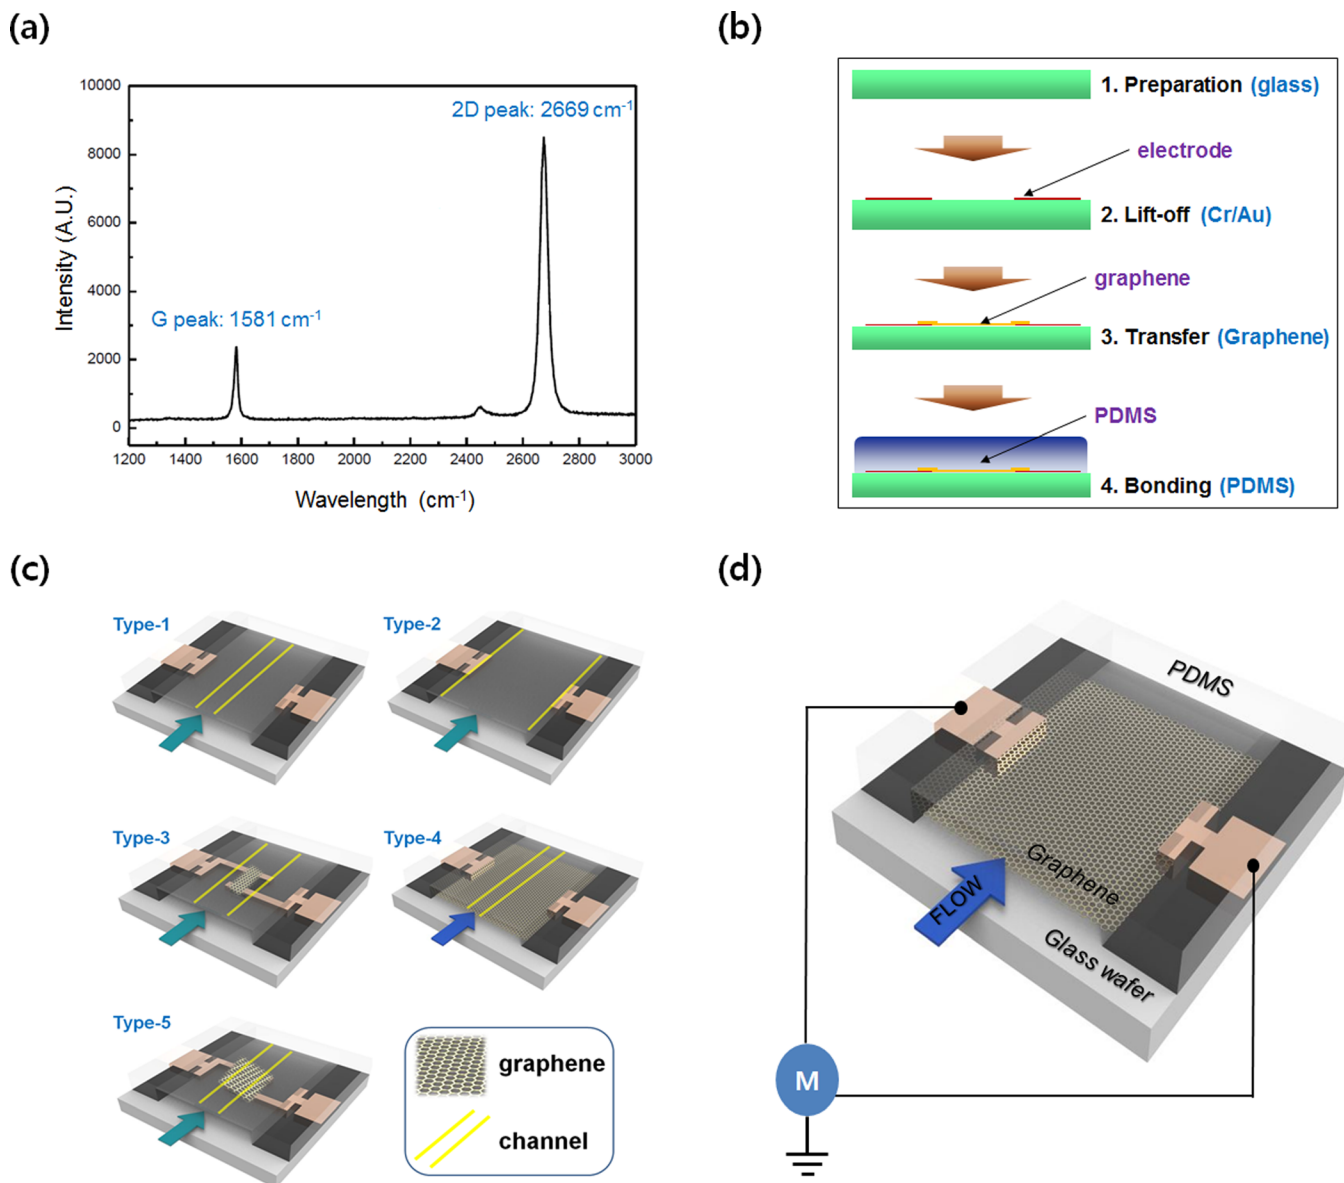 (a)
10000
8000
6000
4000
2000
0
Intensity (A.U.)
2D peak: 2669 cm⁻¹
G peak: 1581 cm⁻¹
1200 1400 1600 1800 2000 2200 2400 2600 2800 3000
Wavelength (cm⁻¹)
(b)
1. Preparation (glass)
electrode
2. Lift-off (Cr/Au)
graphene
3. Transfer (Graphene)
PDMS
4. Bonding (PDMS)
(c)
Type-1
Type-2
Type-3
Type-4
Type-5
graphene
channel
(d)
PDMS
Graphene
FLOW
Glass wafer
M